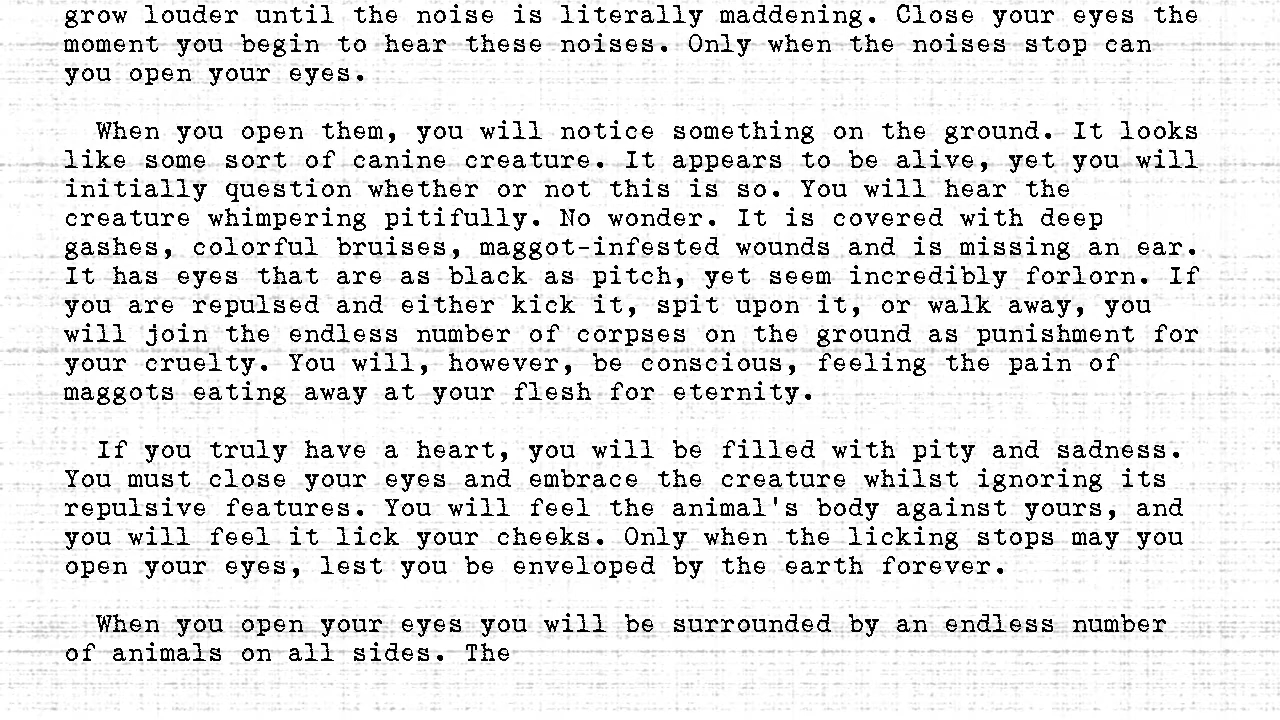 grow louder until the noise is literally maddening. Close your eyes the
moment you begin to hear these noises. Only when the noises stop can
you open your eyes.
When you open them, you will notice something on the ground. It looks
like some sort of canine creature. It appears to be alive, yet you will
initially question whether or not this is so. You will hear the
creature whimpering pitifully. No wonder. It is covered with deep
gashes, colorful bruises, maggot-infested wounds and is missing an ear.
It has eyes that are as black as pitch, yet seem incredibly forlorn. If
you are repulsed and either kick it, spit upon it, or walk away, you
will join the endless number of corpses on the ground as punishment for
your cruelty. You will, however, be conscious, feeling the pain of
maggots eating away at your flesh for eternity.
If you truly have a heart, you will be filled with pity and sadness.
You must close your eyes and embrace the creature whilst ignoring its
repulsive features. You will feel the animal's body against yours, and
you will feel it lick your cheeks. Only when the licking stops may you
open your eyes, lest you be enveloped by the earth forever.
When you open your eyes you will be surrounded by an endless number
of animals on all sides. The